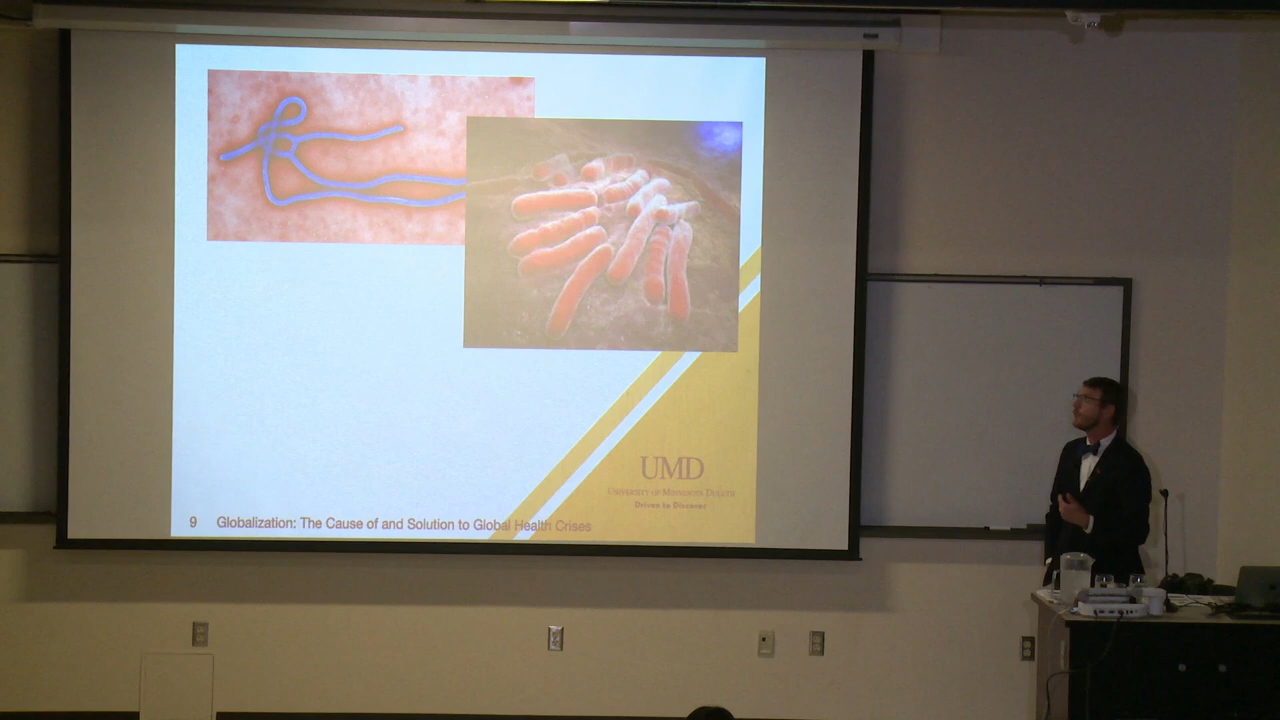 UMD
UNIVERSITY OF MINNESOTA DULUTH
Driven to Discover
9 Globalization: The Cause of and Solution to Global Health Crises